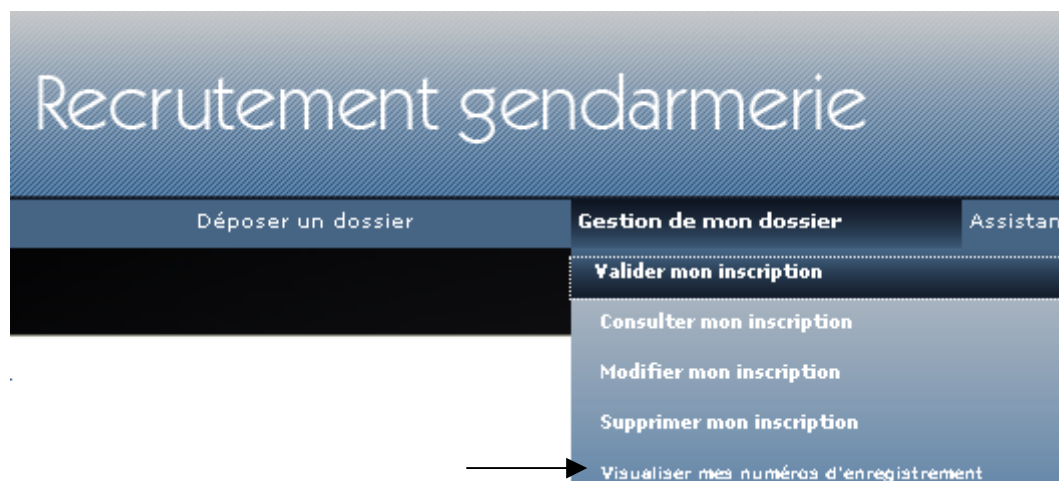 Recrutement gendarmerie
Déposer un dossier
Gestion de mon dossier
Assistan
Valider mon inscription
Consulter mon inscription
Modifier mon inscription
Supprimer mon inscription
Visualiser mes numéros d'enregistrement